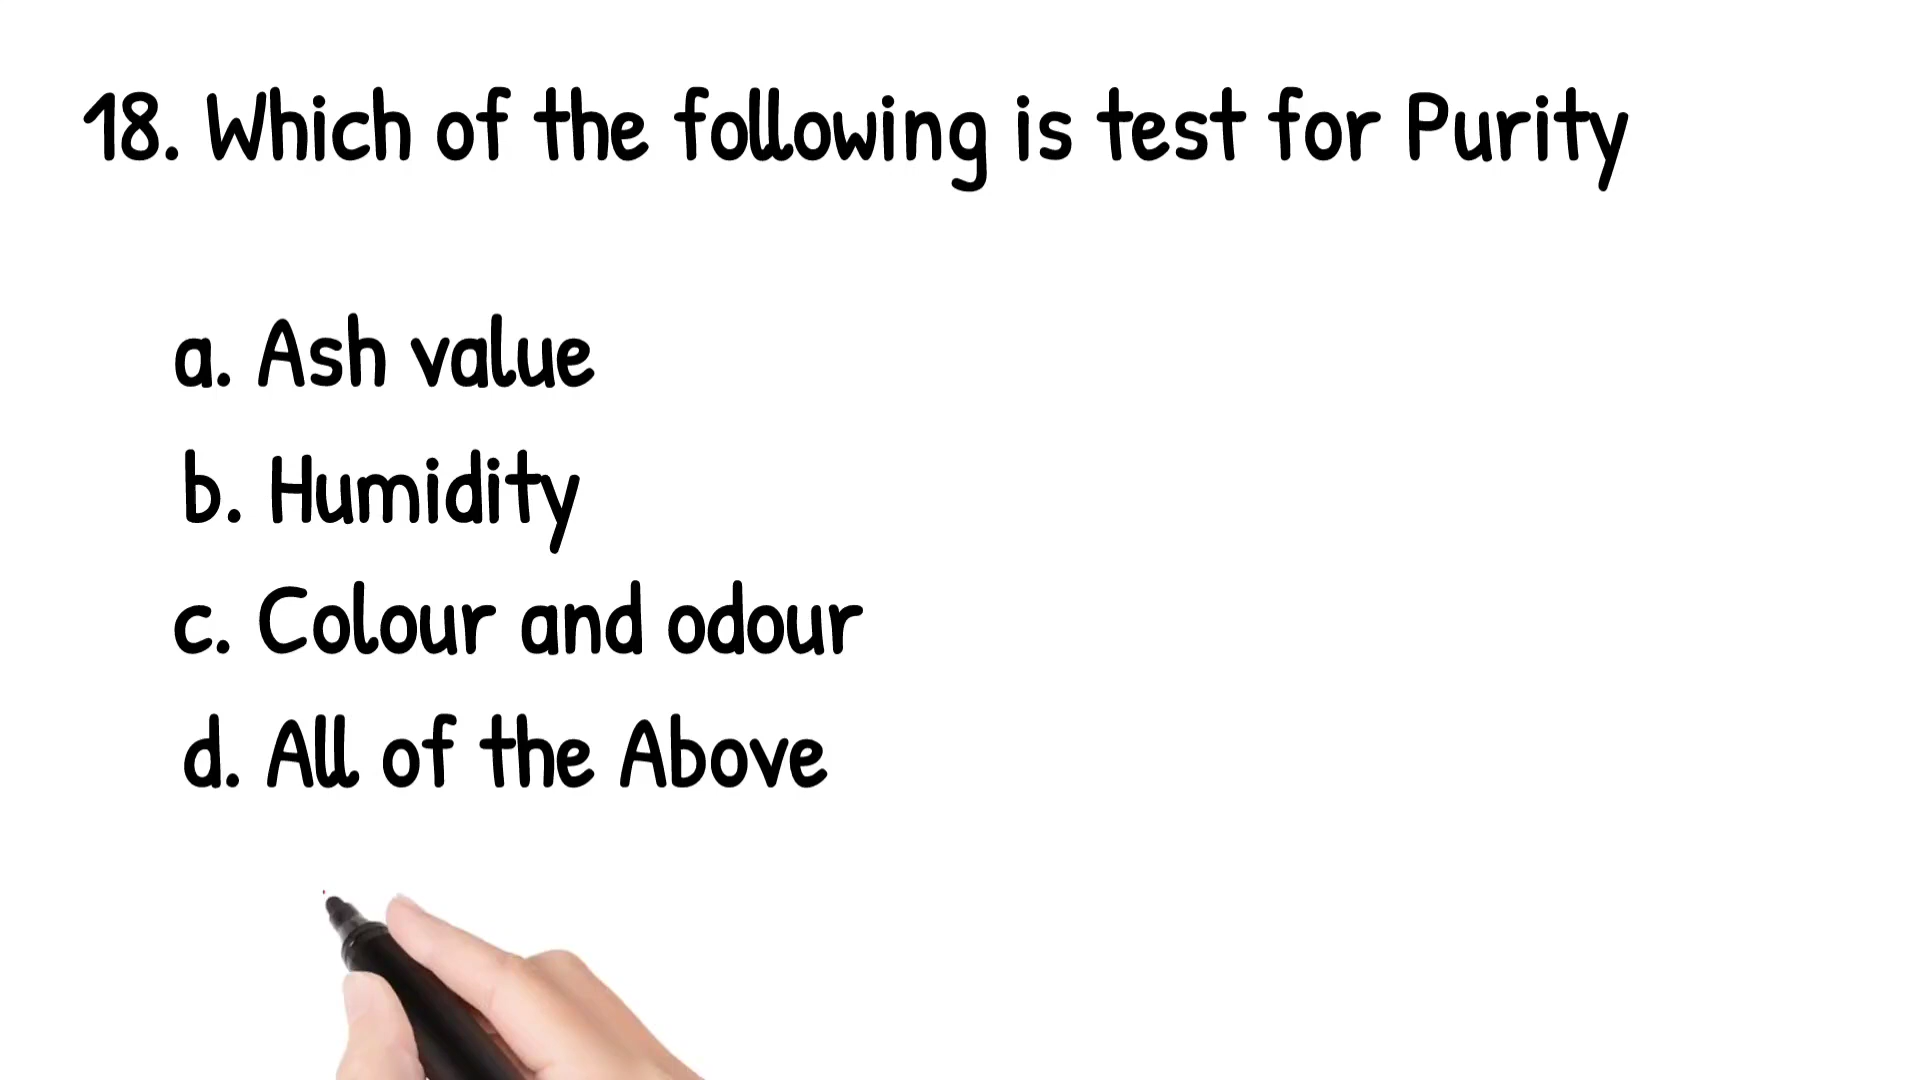 18. Which of the following is test for Purity
a. Ash value
b. Humidity
c. Colour and odour
d. All of the Above